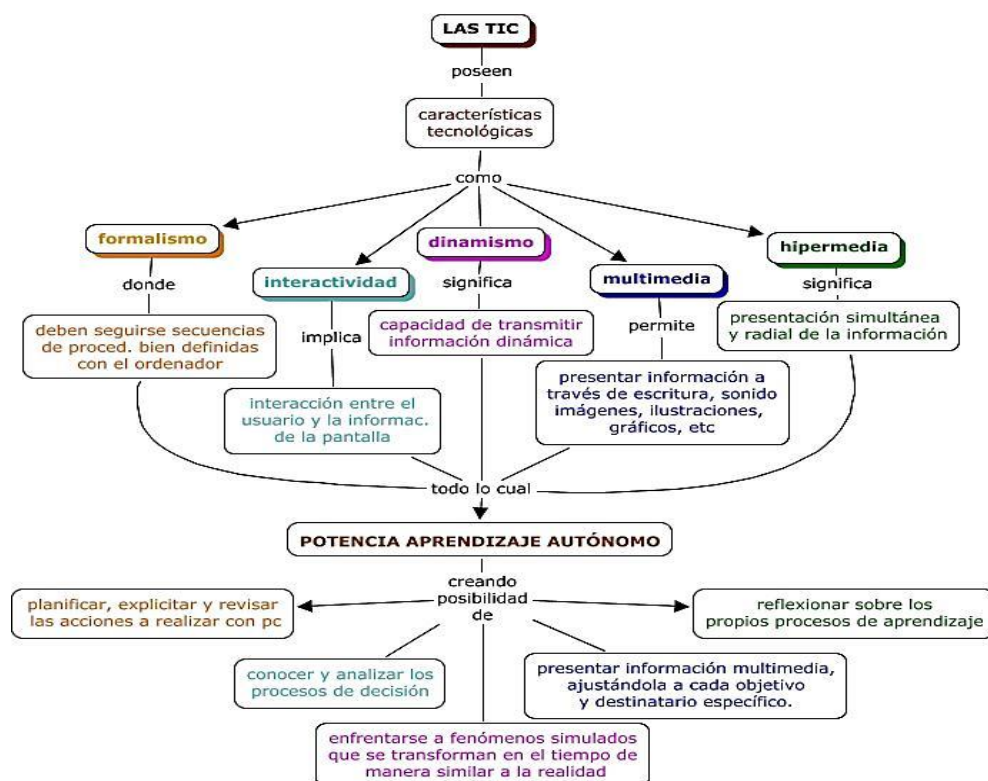 LAS TIC
poseen
características
tecnológicas
como
formalismo
dinamismo
hipermedia
interactividad
multimedia
donde
significa
significa
implica
permite
deben seguirse secuencias
de proced. bien definidas
con el ordenador
capacidad de transmitir
información dinámica
presentación simultánea
y radial de la información
interacción entre el
usuario y la informac.
de la pantalla
presentar información a
través de escritura, sonido
imágenes, ilustraciones,
gráficos, etc
todo lo cual
POTENCIA APRENDIZAJE AUTÓNOMO
creando
posibilidad
de
planificar, explicitar y revisar
las acciones a realizar con pc
reflexionar sobre los
propios procesos de aprendizaje
conocer y analizar los
procesos de decisión
presentar información multimedia,
ajustándola a cada objetivo
y destinatario específico.
enfrentarse a fenómenos simulados
que se transforman en el tiempo de
manera similar a la realidad